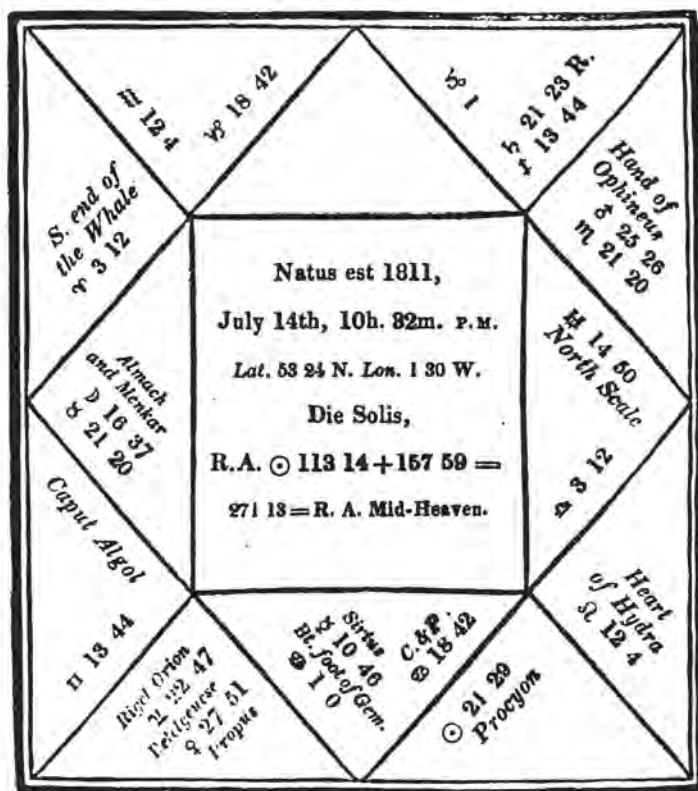 ♒ 12 4
♑ 18 42
♑ 1
♄ 21 23 R.
♐ 13 44
S. end of
the Whale
♈ 3 12
Hand of
Ophineus
♂ 25 26
♏ 21 20
Natus est 1811,
July 14th, 10h. 32m. P.M.
Lat. 53 24 N. Lon. 1 30 W.
Die Solis,
R.A. ☉ 113 14 + 157 59 =
271 13 = R. A. Mid-Heaven.
Almach
and Menkar
☽ 16 37
♉ 21 20
♅ 14 50
North Scale
♎ 3 12
Caput Algol
♊ 13 44
Rigel Orion
♃ 22 47
♀ 27 51
Propus
Sirius
☿ 10 46
Bt. foot of Gem.
♋ 1 0
C. & P.
♋ 18 42
☉ 21 29
Procyon
Heart
of Hydra
♌ 12 4